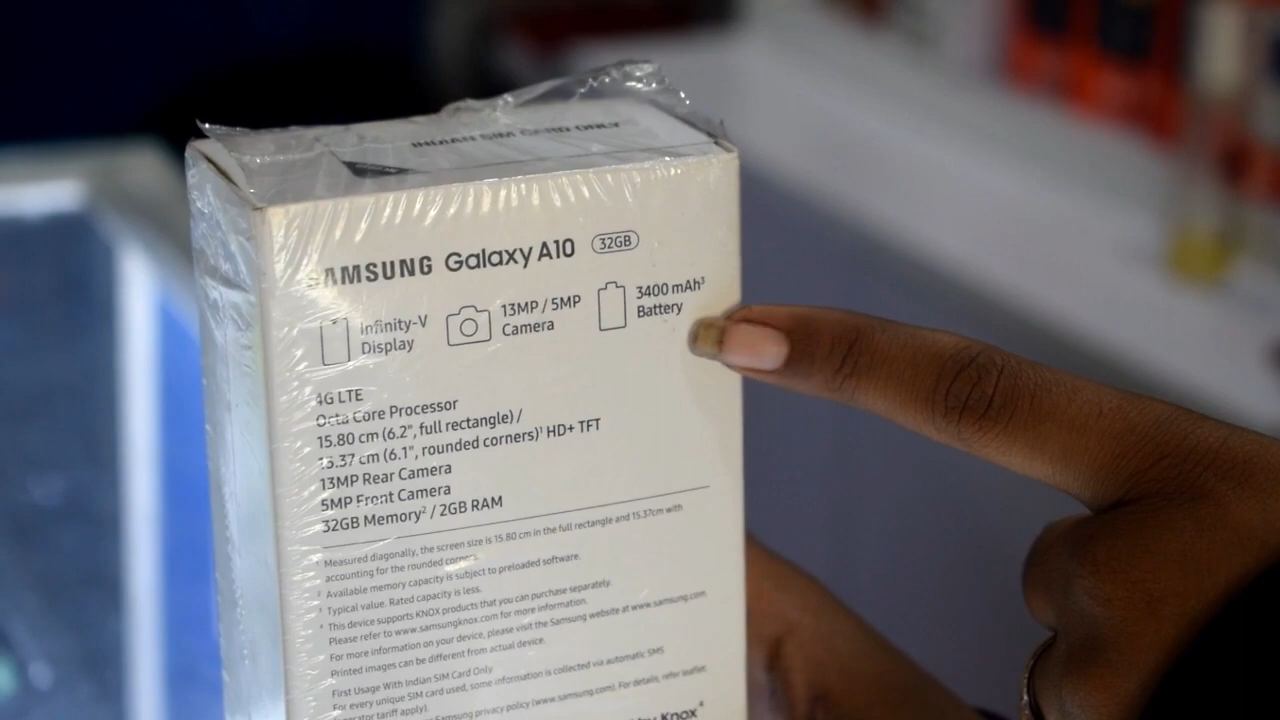 INDIAN SIM CARD ONLY
SAMSUNG Galaxy A10 32GB
Infinity-V
Display
13MP / 5MP
Camera
3400 mAh³
Battery
4G LTE
Octa Core Processor
15.80 cm (6.2", full rectangle) /
15.37 cm (6.1", rounded corners)¹ HD+ TFT
13MP Rear Camera
5MP Front Camera
32GB Memory² / 2GB RAM
¹ Measured diagonally, the screen size is 15.80 cm in the full rectangle and 15.37cm with
accounting for the rounded corners.
² Available memory capacity is subject to preloaded software.
³ Typical value. Rated capacity is less.
⁴ This device supports KNOX products that you can purchase separately.
Please refer to www.samsungknox.com for more information.
For more information on your device, please visit the Samsung website at www.samsung.com
Printed images can be different from actual device.
First Usage With Indian SIM Card Only
For every unique SIM card used, some information is collected via automatic SMS
tariff apply).
Samsung privacy policy (www.samsung.com). For details, refer leaflet.
Knox⁴